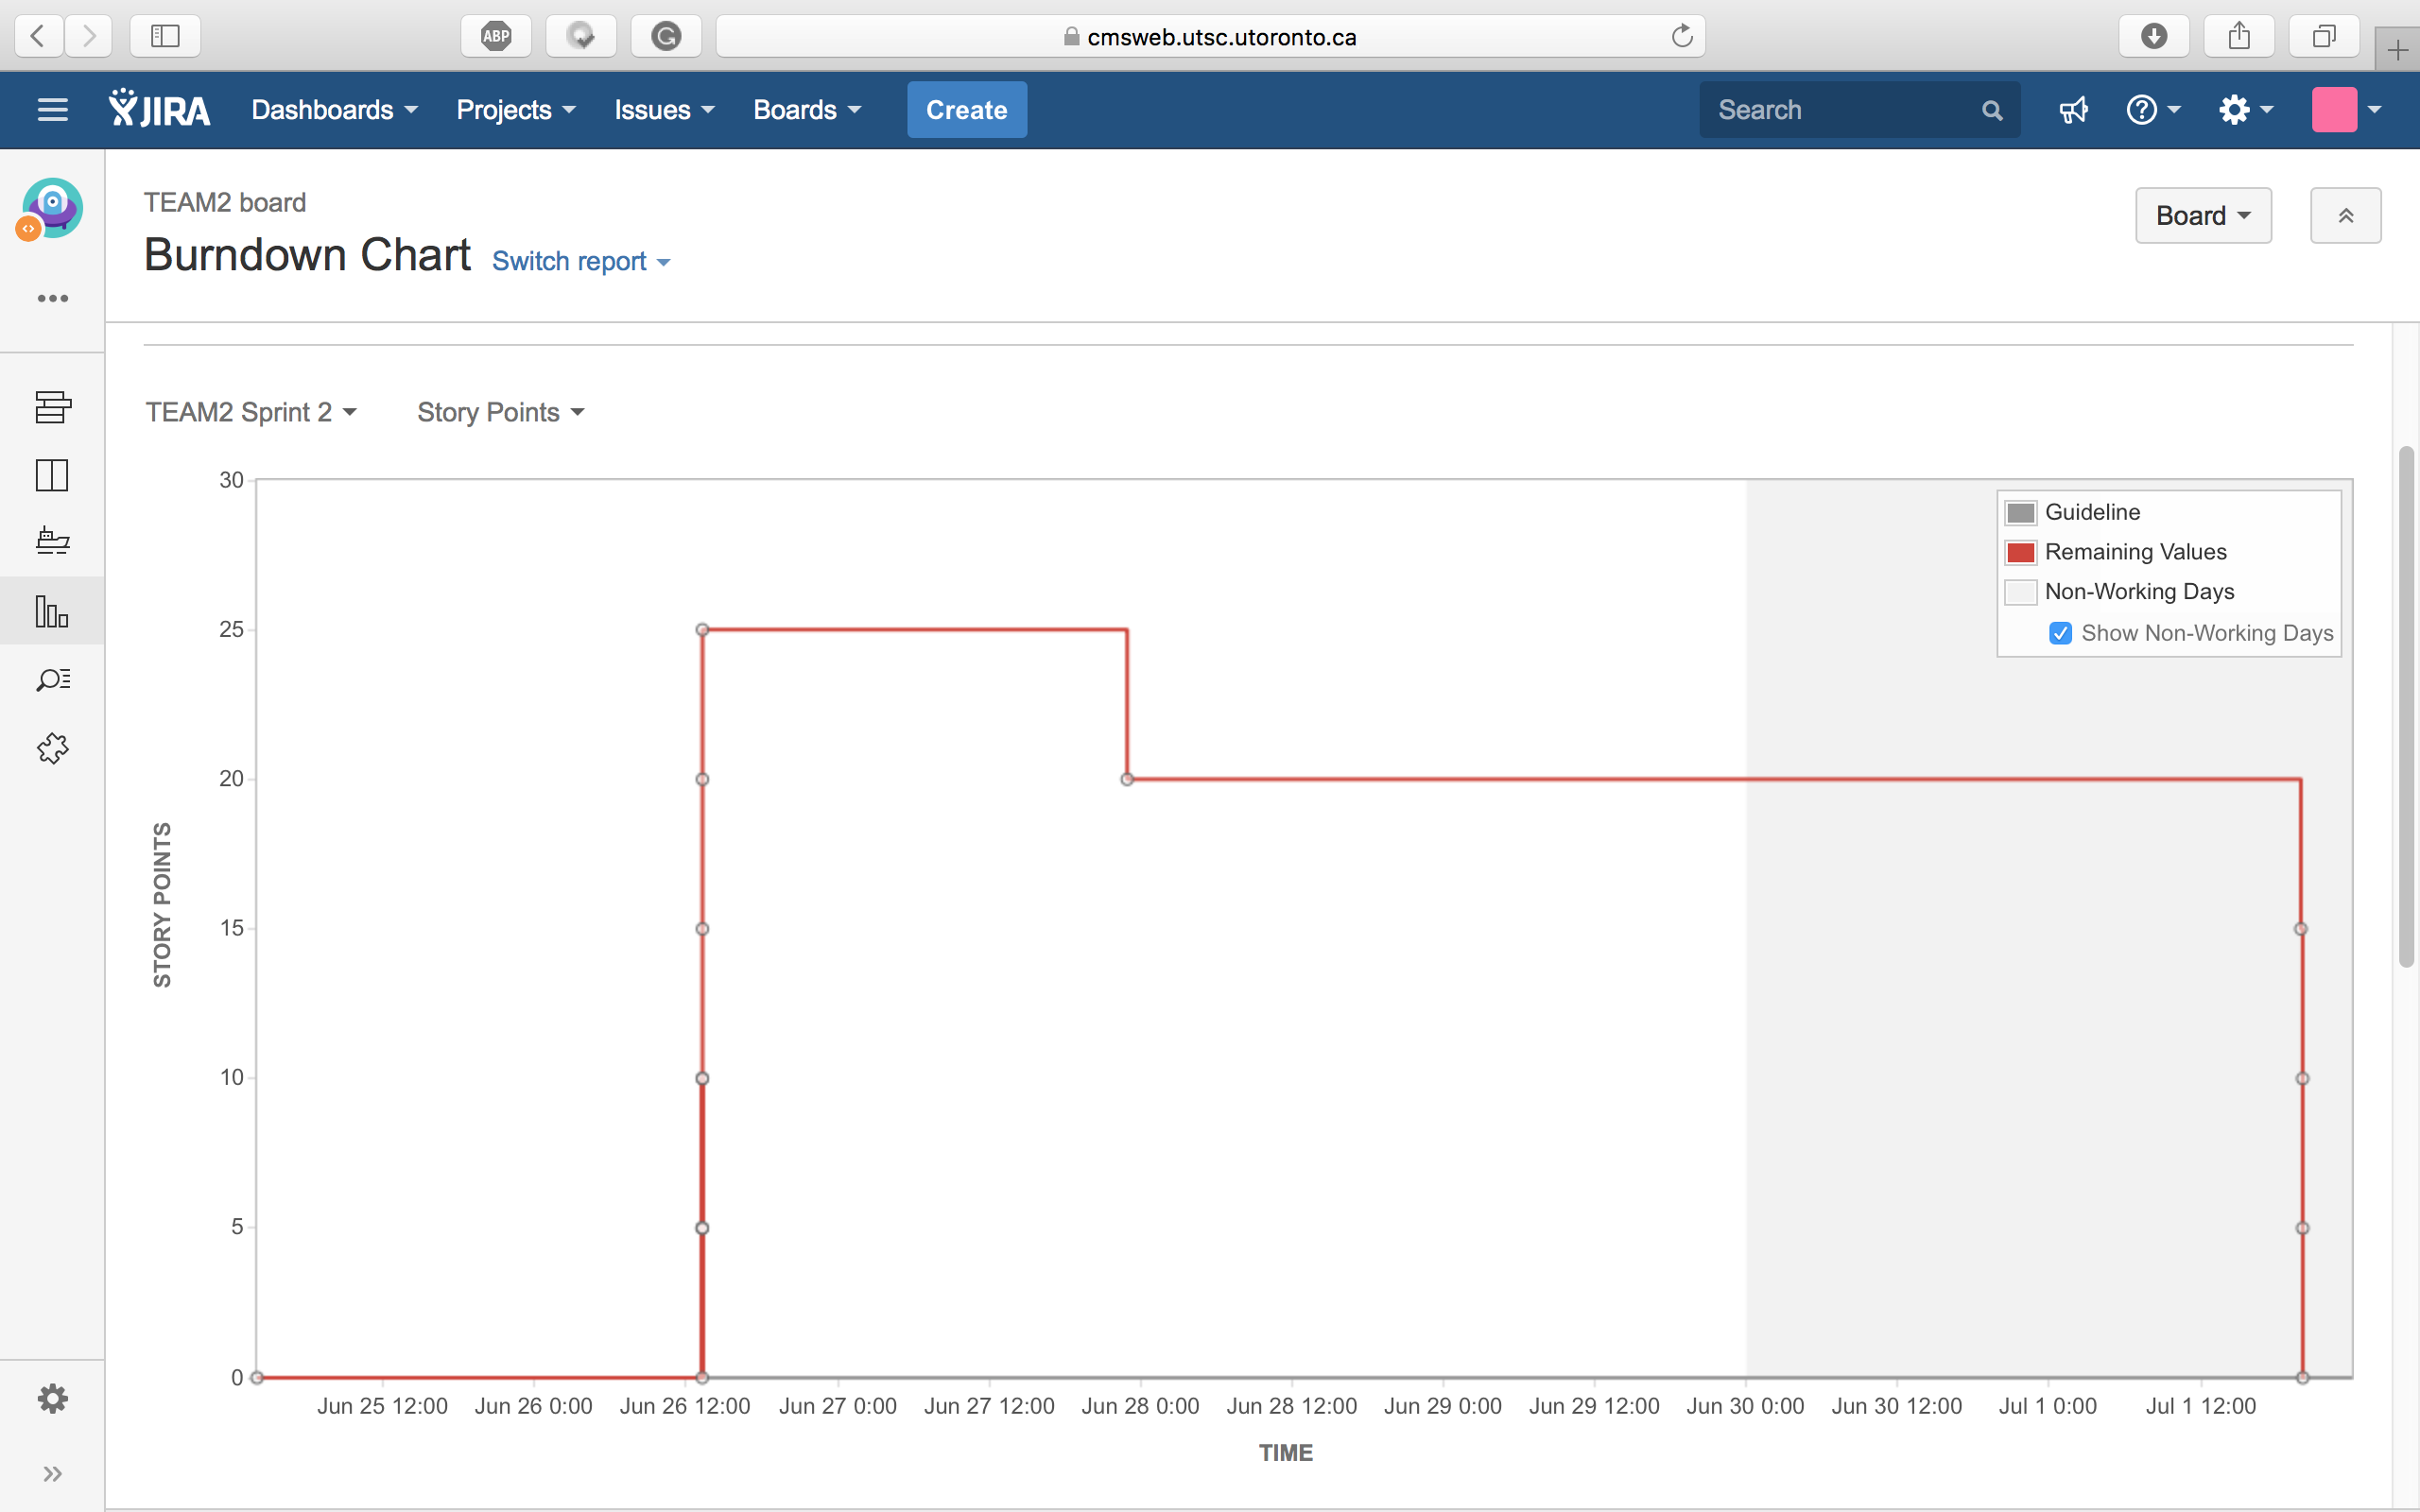 ABP
cmsweb.utsc.utoronto.ca
JIRA Dashboards Projects Issues Boards Create Search
TEAM2 board
Board
Burndown Chart Switch report
TEAM2 Sprint 2 Story Points
30
25
20
15
10
5
0
STORY POINTS
Guideline
Remaining Values
Non-Working Days
Show Non-Working Days
Jun 25 12:00 Jun 26 0:00 Jun 26 12:00 Jun 27 0:00 Jun 27 12:00 Jun 28 0:00 Jun 28 12:00 Jun 29 0:00 Jun 29 12:00 Jun 30 0:00 Jun 30 12:00 Jul 1 0:00 Jul 1 12:00
TIME